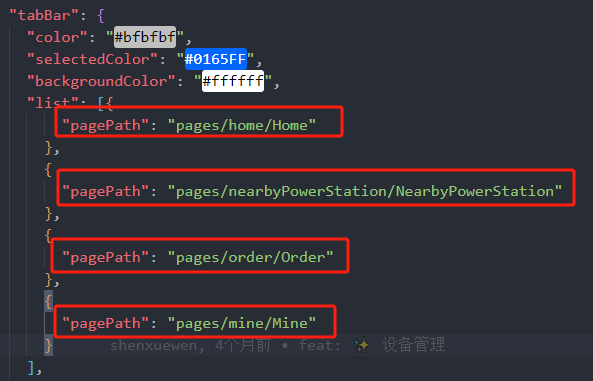 "tabBar": {
"color": "#bfbfbf",
"selectedColor": "#0165FF",
"backgroundColor": "#ffffff",
"list": [{
"pagePath": "pages/home/Home"
},
{
"pagePath": "pages/nearbyPowerStation/NearbyPowerStation"
},
{
"pagePath": "pages/order/Order"
},
{
"pagePath": "pages/mine/Mine"
} shenxuewen, 4个月前 • feat: ✨ 设备管理
],